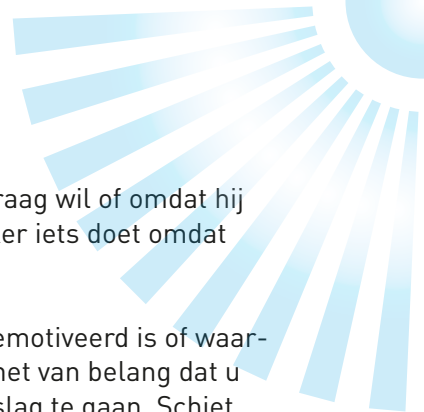 raag wil of omdat hij
er iets doet omdat
emotiveerd is of waar-
et van belang dat u
slag te gaan. Schiet